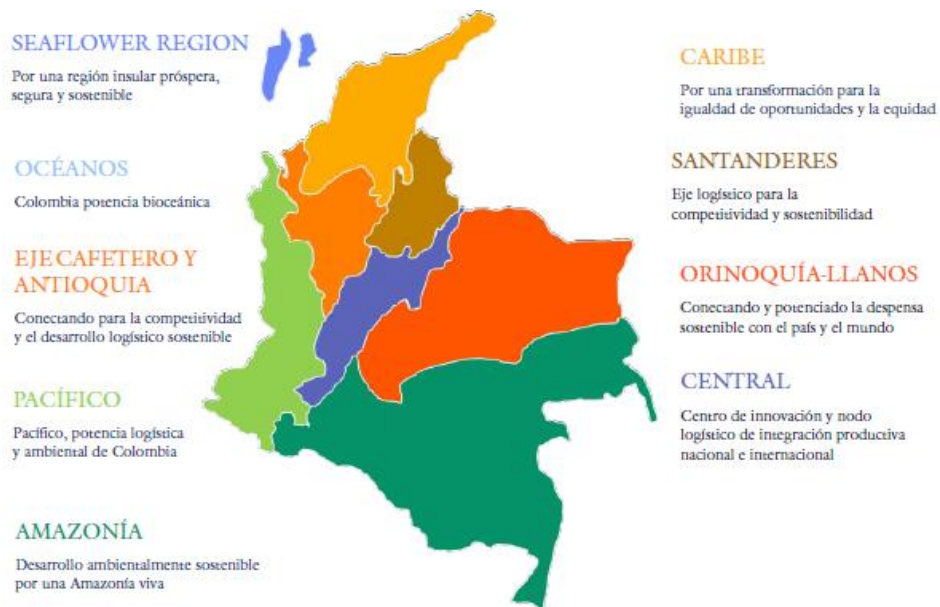 SEAFLOWER REGION
Por una región insular próspera,
segura y sostenible
OCÉANOS
Colombia potencia bioceánica
EJE CAFETERO Y
ANTIOQUIA
Conectando para la competitividad
y el desarrollo logístico sostenible
PACÍFICO
Pacífico, potencia logística
y ambiental de Colombia
AMAZONÍA
Desarrollo ambientalmente sostenible
por una Amazonía viva
CARIBE
Por una transformación para la
igualdad de oportunidades y la equidad
SANTANDERES
Eje logístico para la
competitividad y sostenibilidad
ORINOQUÍA-LLANOS
Conectando y potenciado la despensa
sostenible con el país y el mundo
CENTRAL
Centro de innovación y nodo
logístico de integración productiva
nacional e internacional